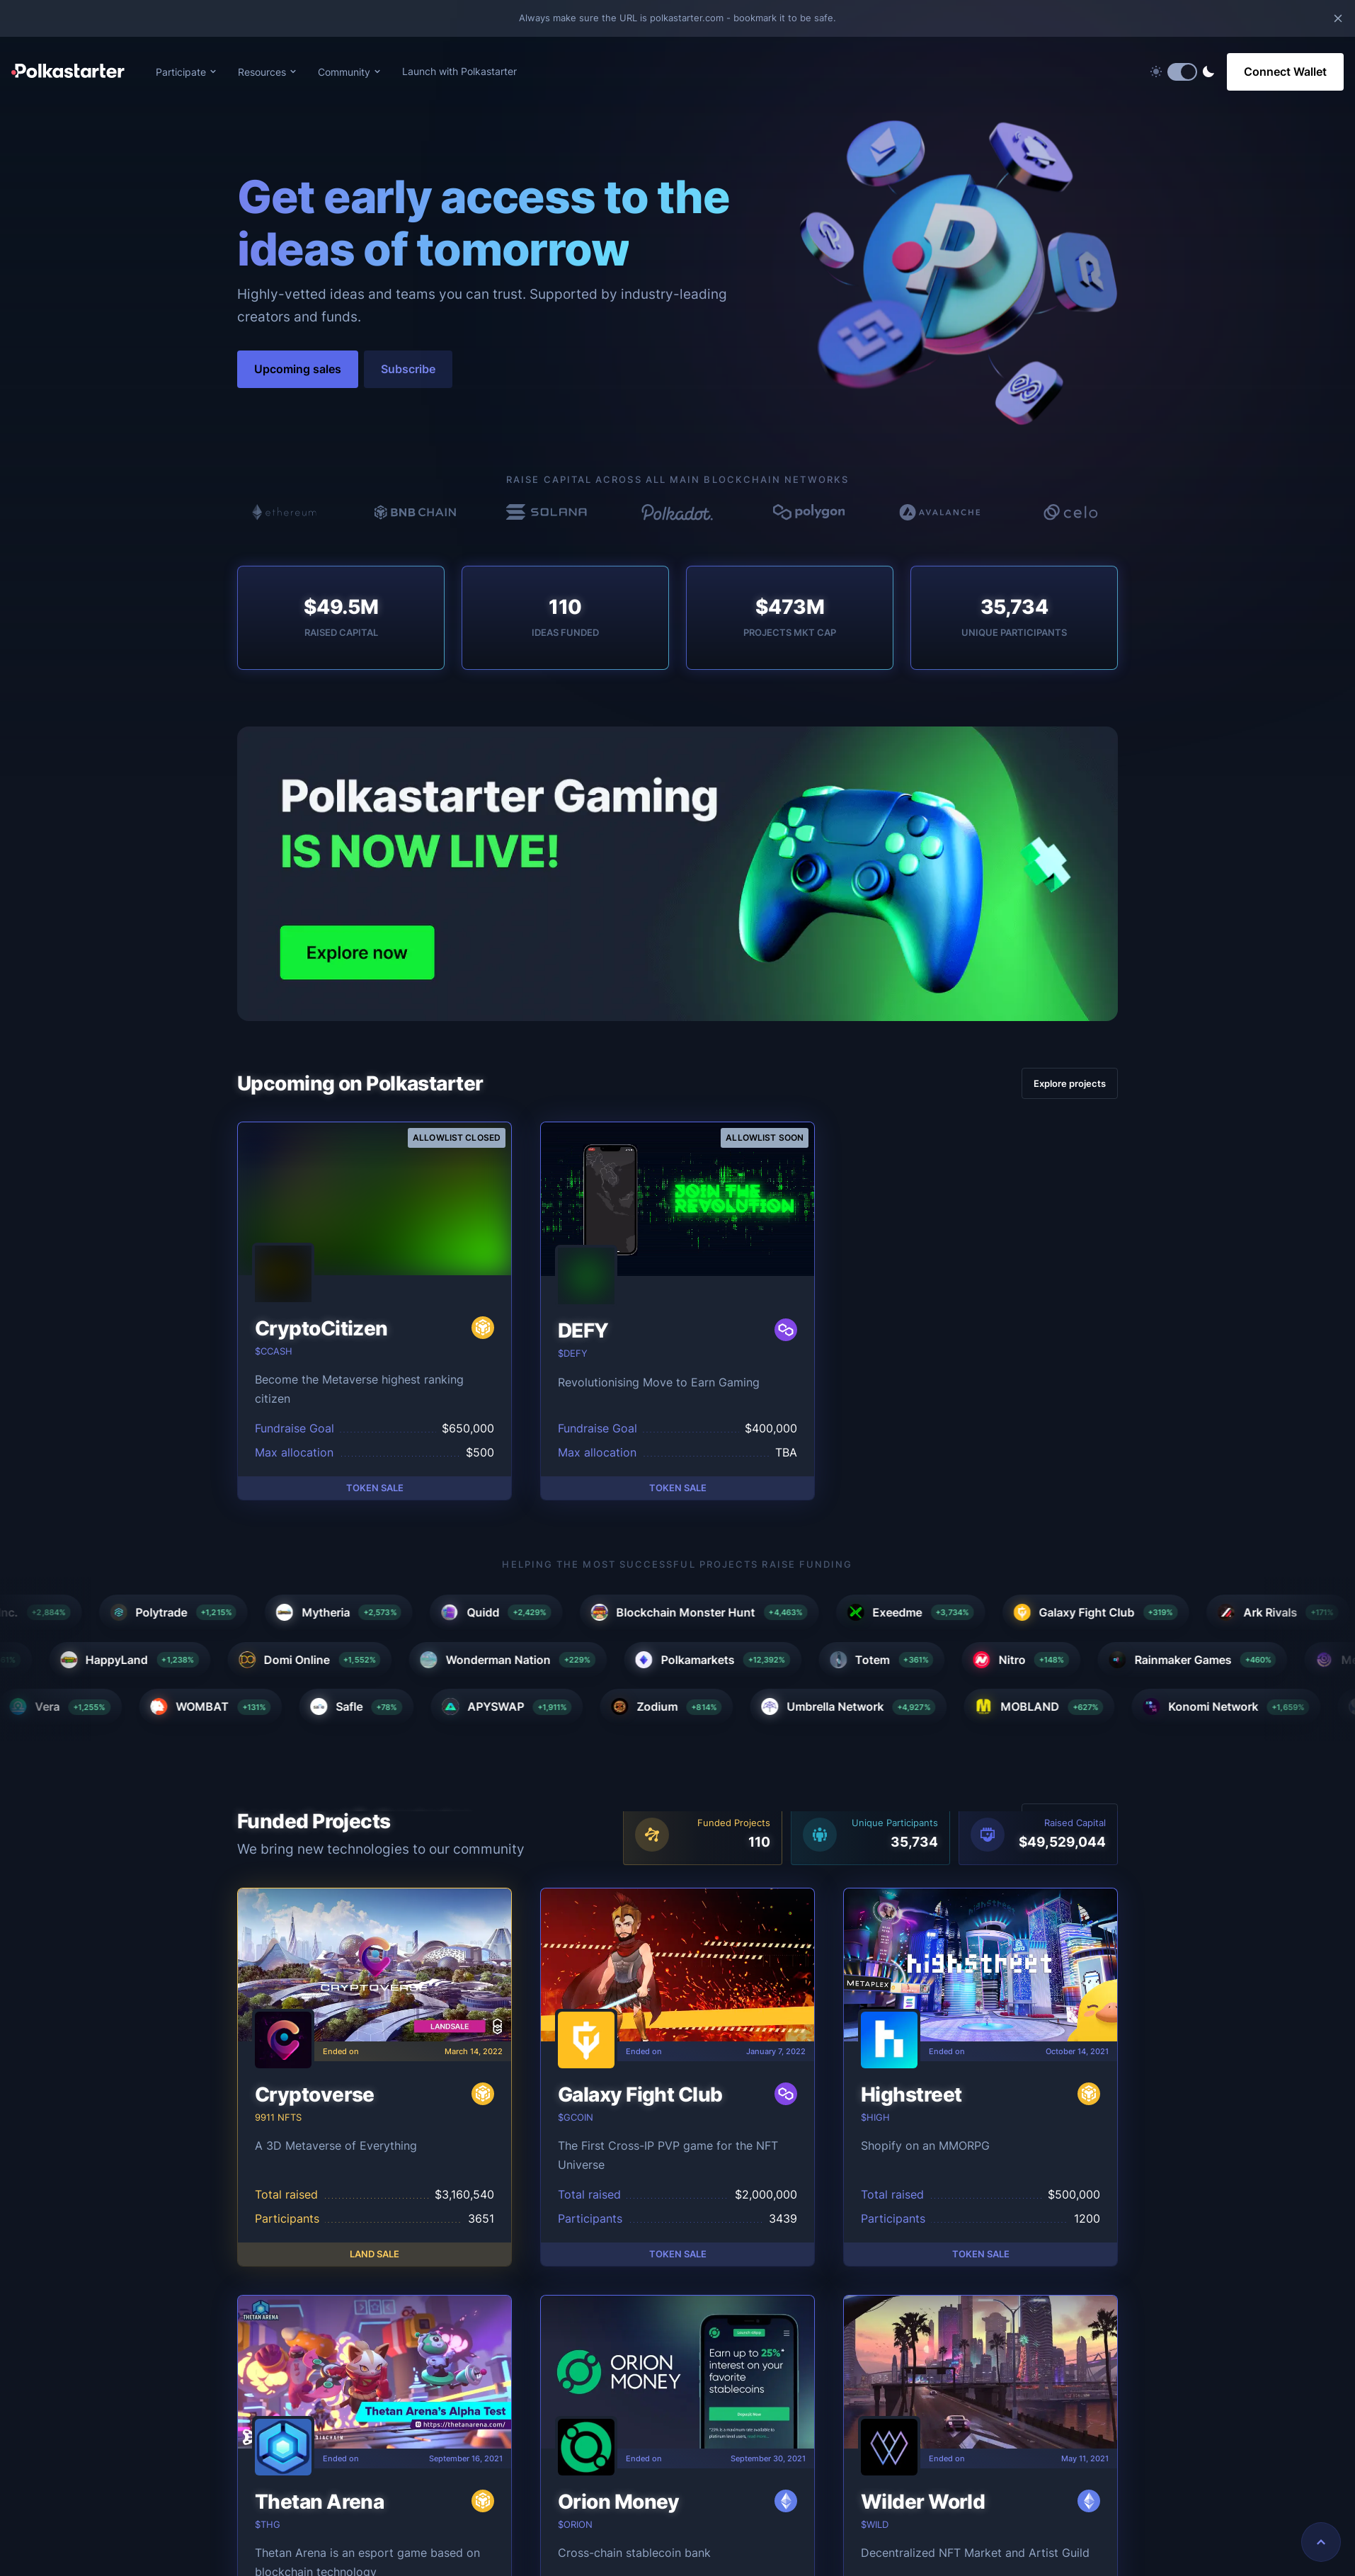 Always make sure the URL is polkastarter.com - bookmark it to be safe.
Polkastarter
Participate
Resources
Community
Launch with Polkastarter
Connect Wallet
Get early access to the
ideas of tomorrow
Highly-vetted ideas and teams you can trust. Supported by industry-leading
creators and funds.
Upcoming sales
Subscribe
RAISE CAPITAL ACROSS ALL MAIN BLOCKCHAIN NETWORKS
ethereum
BNB CHAIN
SOLANA
Polkadot.
polygon
AVALANCHE
celo
$49.5M
RAISED CAPITAL
110
IDEAS FUNDED
$473M
PROJECTS MKT CAP
35,734
UNIQUE PARTICIPANTS
Polkastarter Gaming
IS NOW LIVE!
Explore now
Upcoming on Polkastarter
Explore projects
ALLOWLIST CLOSED
CryptoCitizen
$CCASH
Become the Metaverse highest ranking
citizen
Fundraise Goal $650,000
Max allocation $500
TOKEN SALE
ALLOWLIST SOON
JOIN THE
REVOLUTION
DEFY
$DEFY
Revolutionising Move to Earn Gaming
Fundraise Goal $400,000
Max allocation TBA
TOKEN SALE
HELPING THE MOST SUCCESSFUL PROJECTS RAISE FUNDING
nc. +2,884%
Polytrade +1,215%
Mytheria +2,573%
Quidd +2,429%
Blockchain Monster Hunt +4,463%
Exeedme +3,734%
Galaxy Fight Club +319%
Ark Rivals +171%
HappyLand +1,238%
Domi Online +1,552%
Wonderman Nation +229%
Polkamarkets +12,392%
Totem +361%
Nitro +148%
Rainmaker Games +460%
Vera +1,255%
WOMBAT +131%
Safle +78%
APYSWAP +1,911%
Zodium +814%
Umbrella Network +4,927%
MOBLAND +627%
Konomi Network +1,659%
Funded Projects
We bring new technologies to our community
Funded Projects
110
Unique Participants
35,734
Raised Capital
$49,529,044
CRYPTOVERSE
LANDSALE
Ended on March 14, 2022
Cryptoverse
9911 NFTS
A 3D Metaverse of Everything
Total raised $3,160,540
Participants 3651
LAND SALE
Ended on January 7, 2022
Galaxy Fight Club
$GCOIN
The First Cross-IP PVP game for the NFT
Universe
Total raised $2,000,000
Participants 3439
TOKEN SALE
HIGHSTREET
highstreet
METAPLEX
Ended on October 14, 2021
Highstreet
$HIGH
Shopify on an MMORPG
Total raised $500,000
Participants 1200
TOKEN SALE
THETAN ARENA
Thetan Arena's Alpha Test
https://thetanarena.com/
Ended on September 16, 2021
Thetan Arena
$THG
Thetan Arena is an esport game based on
blockchain technology
ORION
MONEY
Earn up to 25%*
interest on your
favorite
stablecoins
Ended on September 30, 2021
Orion Money
$ORION
Cross-chain stablecoin bank
Ended on May 11, 2021
Wilder World
$WILD
Decentralized NFT Market and Artist Guild